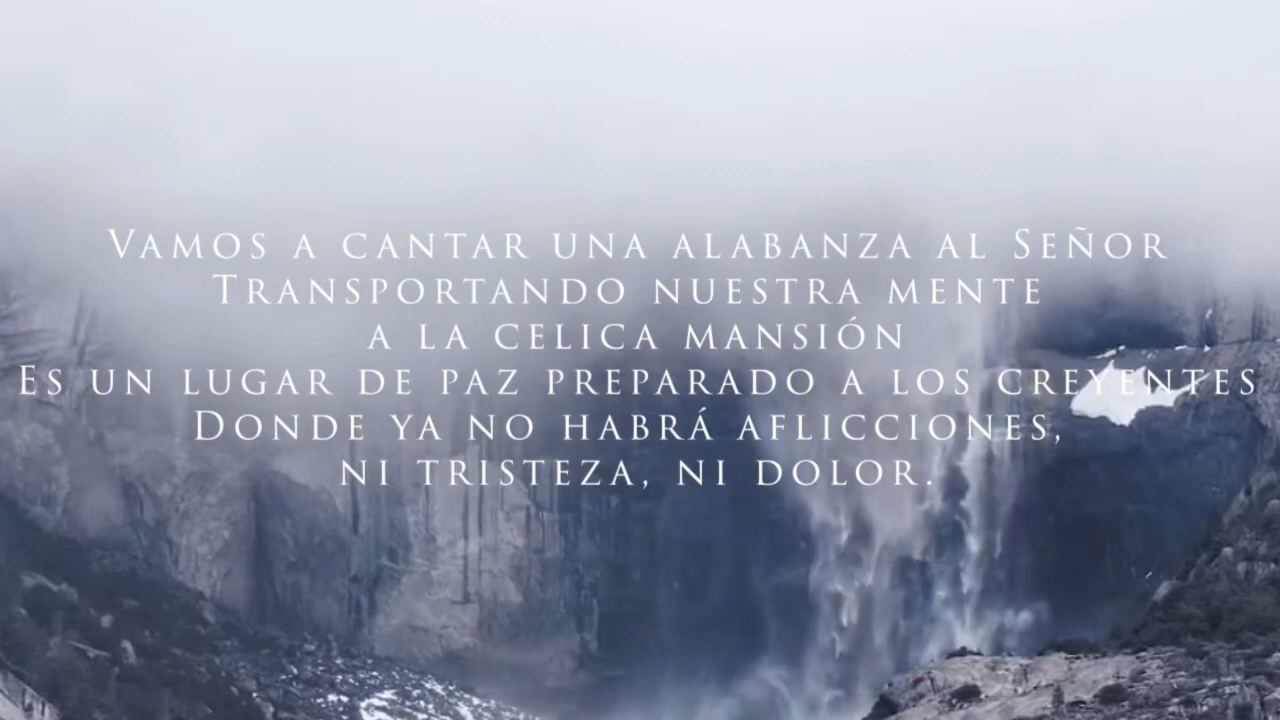 Vamos a cantar una alabanza al Señor
Transportando nuestra mente
a la celica mansión
Es un lugar de paz preparado a los creyentes
Donde ya no habrá aflicciones,
ni tristeza, ni dolor.